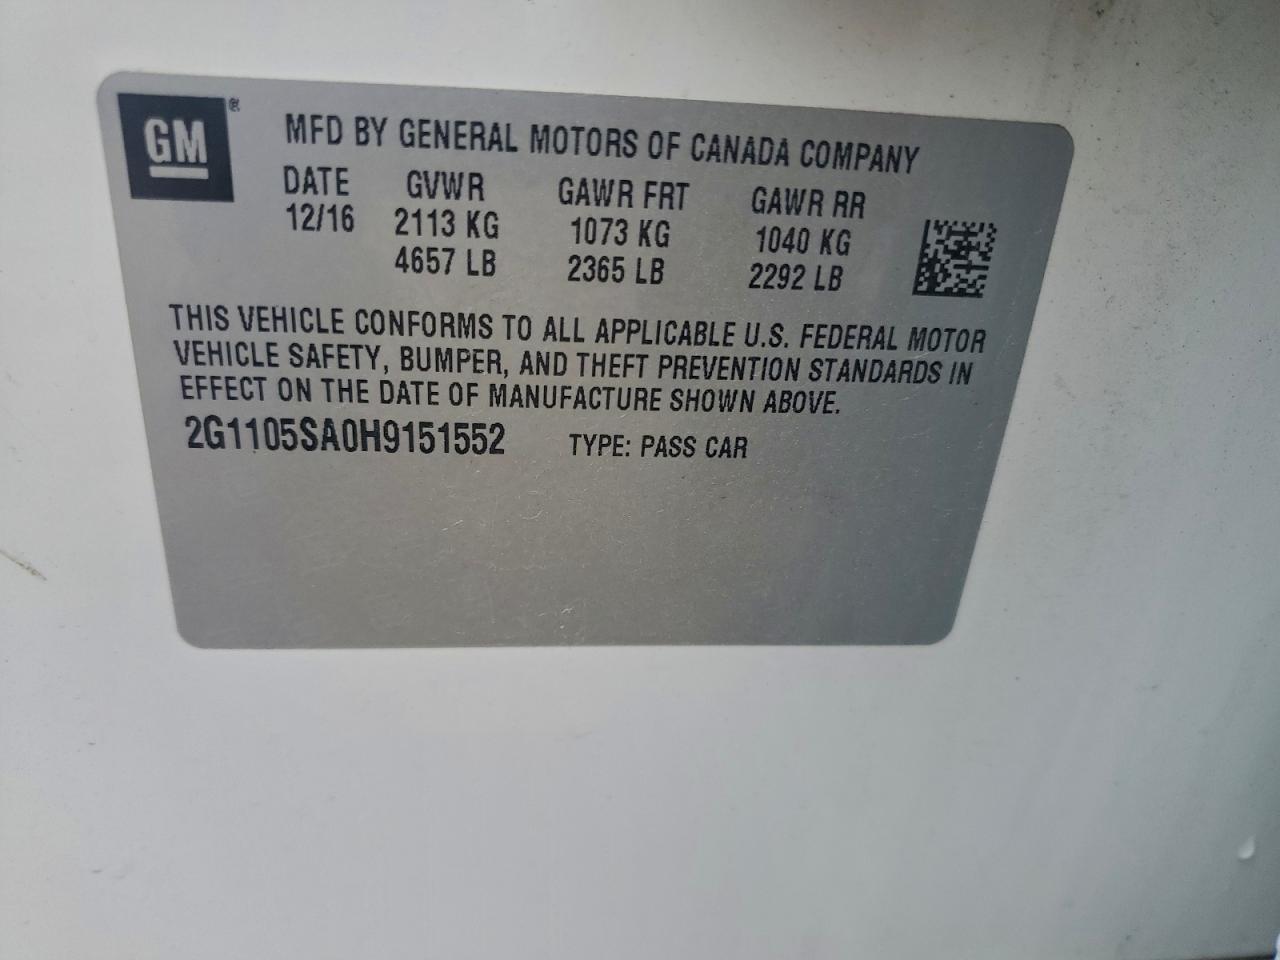 GM®
MFD BY GENERAL MOTORS OF CANADA COMPANY
DATE GVWR GAWR FRT GAWR RR
12/16 2113 KG 1073 KG 1040 KG
4657 LB 2365 LB 2292 LB
THIS VEHICLE CONFORMS TO ALL APPLICABLE U.S. FEDERAL MOTOR
VEHICLE SAFETY, BUMPER, AND THEFT PREVENTION STANDARDS IN
EFFECT ON THE DATE OF MANUFACTURE SHOWN ABOVE.
2G1105SA0H9151552 TYPE: PASS CAR